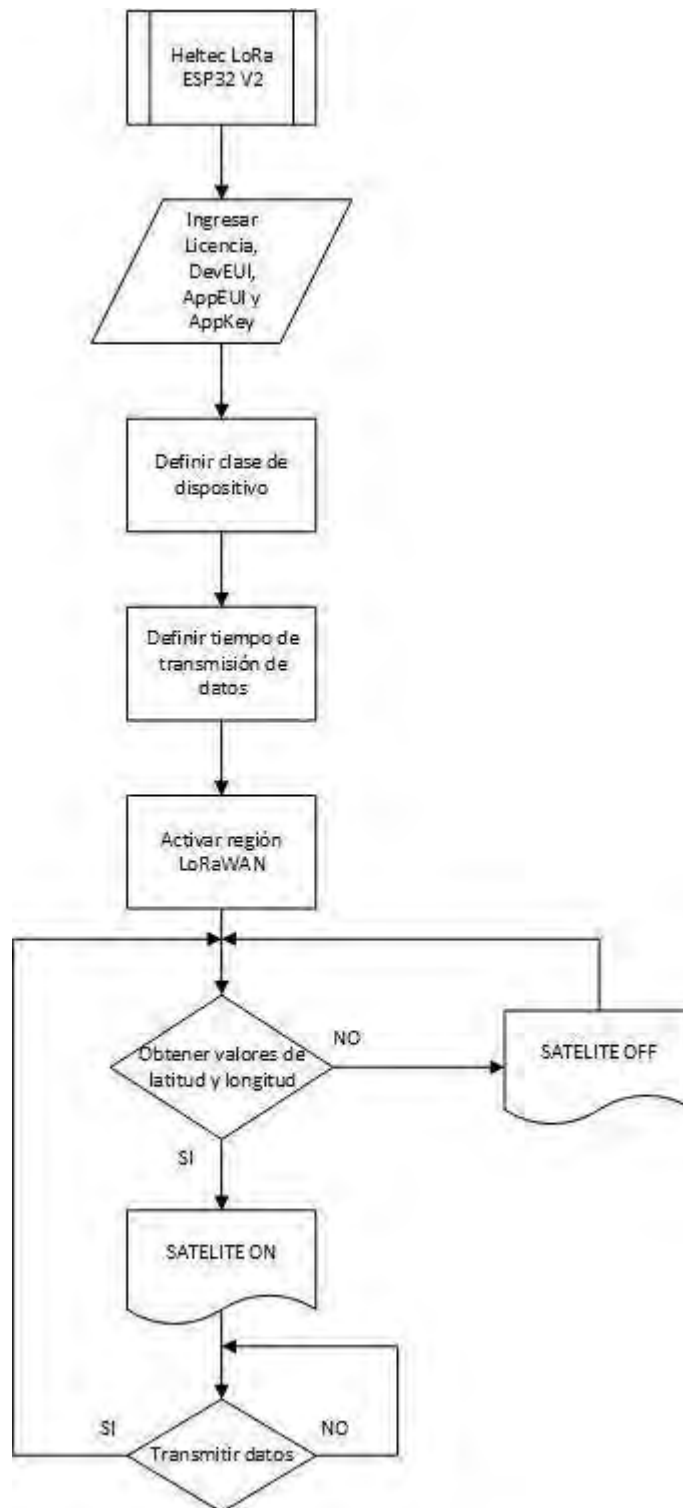 Heltec LoRa
ESP32 V2
Ingresar
Licencia,
DevEUI,
AppEUI y
AppKey
Definir clase de
dispositivo
Definir tiempo de
transmisión de
datos
Activar región
LoRaWAN
Obtener valores de
latitud y longitud
NO
SATELITE OFF
SI
SATELITE ON
SI
NO
Transmitir datos